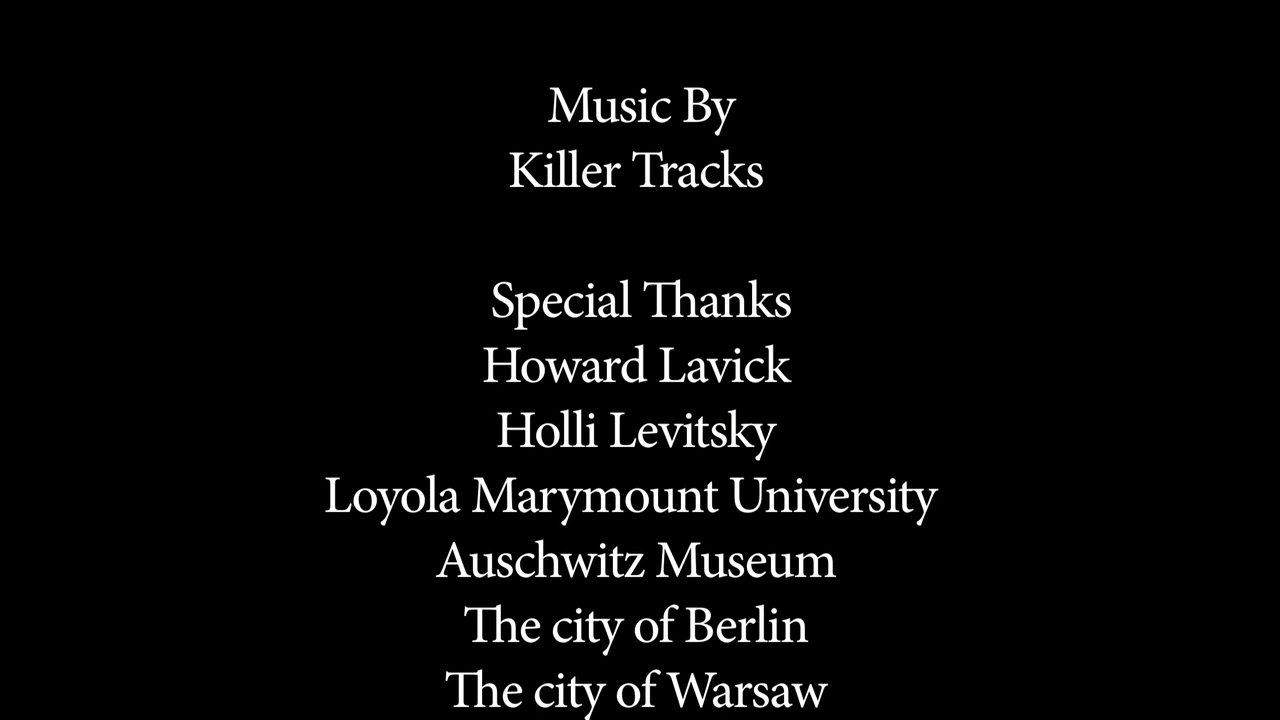 Music By
Killer Tracks
Special Thanks
Howard Lavick
Holli Levitsky
Loyola Marymount University
Auschwitz Museum
The city of Berlin
The city of Warsaw